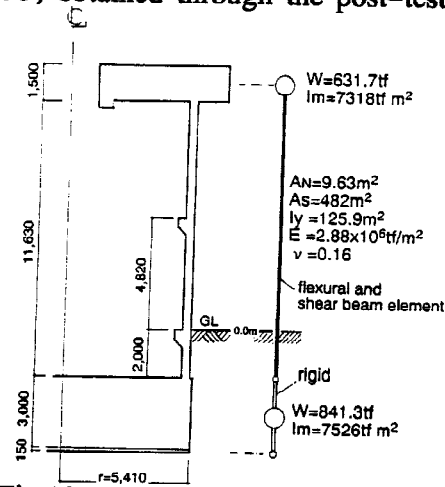 obtained through the post-test
℄
1,500
11,630
4,820
2,000
3,000
150
GL
0.0m
r=5,410
W=631.7tf
Im=7318tf m²
AN=9.63m²
As=482m²
Iy=125.9m²
E=2.88x10⁶tf/m²
ν=0.16
flexural and
shear beam element
rigid
W=841.3tf
Im=7526tf m²